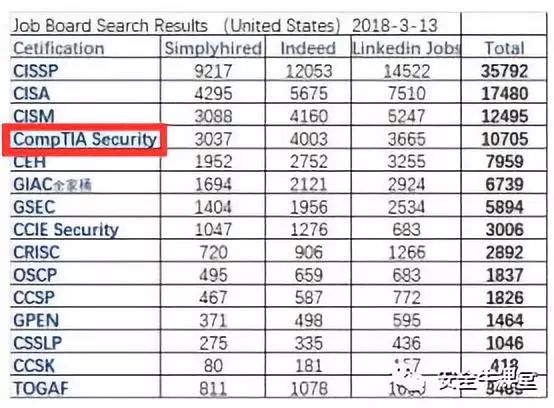 Job Board Search Results （United States） 2018-3-13
Cetification Simplyhired Indeed Linkedin Jobs Total
CISSP 9217 12053 14522 35792
CISA 4295 5675 7510 17480
CISM 3088 4160 5247 12495
CompTIA Security 3037 4003 3665 10705
CEH 1952 2752 3255 7959
GIAC全家桶 1694 2121 2924 6739
GSEC 1404 1956 2534 5894
CCIE Security 1047 1276 683 3006
CRISC 720 906 1266 2892
OSCP 495 659 683 1837
CCSP 467 587 772 1826
GPEN 371 498 595 1464
CSSLP 275 335 436 1046
CCSK 80 181 418
TOGAF 811 1078
安全牛课堂